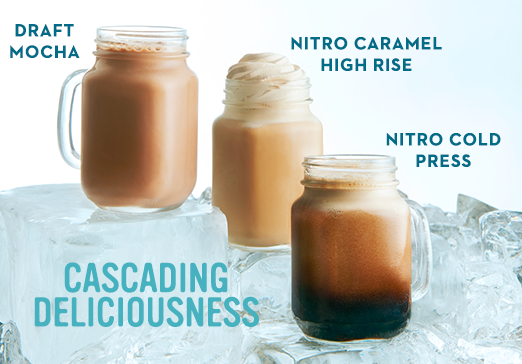 DRAFT
MOCHA
NITRO CARAMEL
HIGH RISE
NITRO COLD
PRESS
CASCADING
DELICIOUSNESS